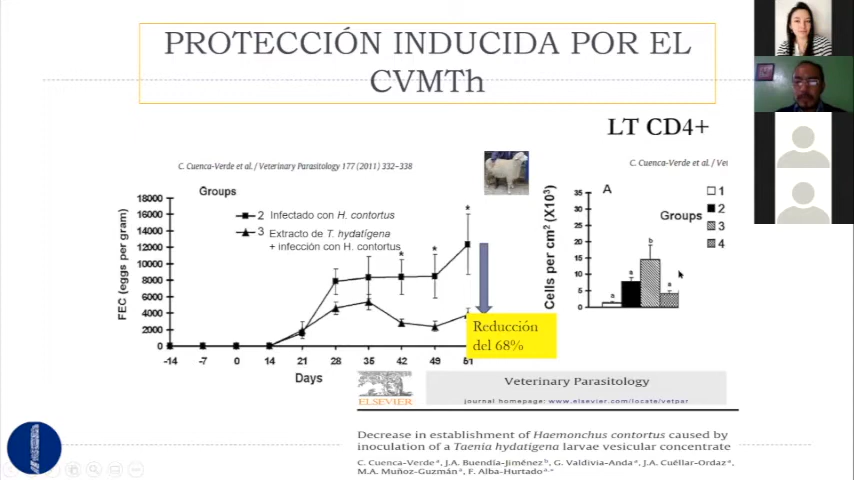 PROTECCIÓN INDUCIDA POR EL
CVMTh
LT CD4+
C. Cuenca-Verde et al. / Veterinary Parasitology 177 (2011) 332–338
C. Cuenca-Verde et al. / Vet
Groups
2 Infectado con H. contortus
3 Extracto de T. hydatígena
+ infección con H. contortus
FEC (eggs per gram)
18000
16000
14000
12000
10000
8000
6000
4000
2000
0
* * * *
-14 -7 0 14 21 28 35 42 49 51
Days
Reducción
del 68%
A
Cells per cm² (X10³)
35
30
25
20
15
10
5
0
Groups
1
2
3
4
a a b a
ELSEVIER
Veterinary Parasitology
journal homepage: www.elsevier.com/locate/vetpar
Decrease in establishment of Haemonchus contortus caused by
inoculation of a Taenia hydatigena larvae vesicular concentrate
C. Cuenca-Verde ᵃ, J.A. Buendía-Jiménez ᵇ, G. Valdivia-Anda ᵃ, J.A. Cuéllar-Ordaz ᵃ,
M.A. Muñoz-Guzmán ᵃ, F. Alba-Hurtado